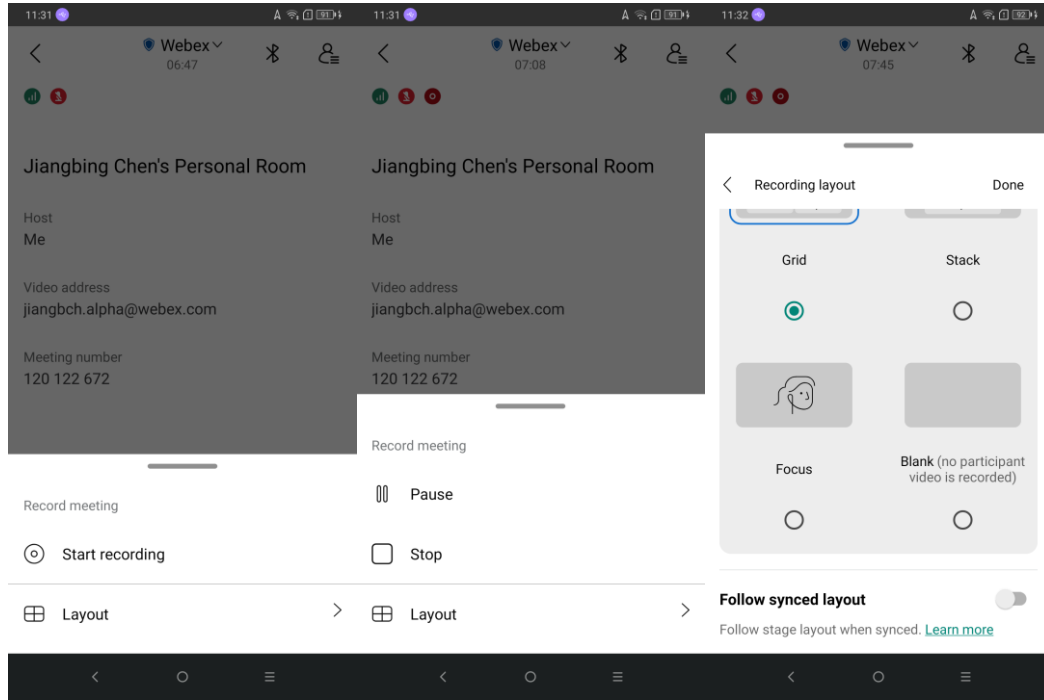 11:31
91
Webex
06:47
Jiangbing Chen's Personal Room
Host
Me
Video address
jiangbch.alpha@webex.com
Meeting number
120 122 672
Record meeting
Start recording
Layout
11:31
91
Webex
07:08
Jiangbing Chen's Personal Room
Host
Me
Video address
jiangbch.alpha@webex.com
Meeting number
120 122 672
Record meeting
Pause
Stop
Layout
11:32
92
Webex
07:45
Recording layout
Done
Grid
Stack
Focus
Blank (no participant
video is recorded)
Follow synced layout
Follow stage layout when synced. Learn more